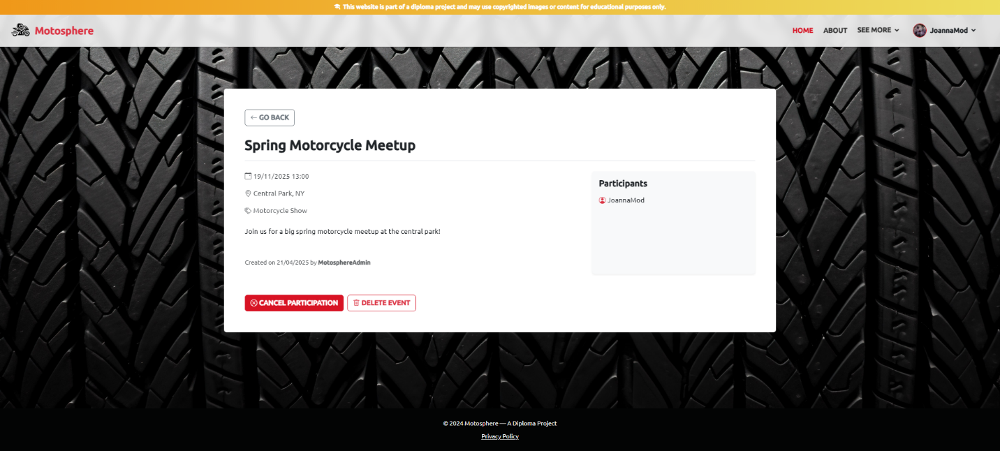 This website is part of a diploma project and may use copyrighted images or content for educational purposes only.
Motosphere
HOME ABOUT SEE MORE JoannaMod
GO BACK
Spring Motorcycle Meetup
19/11/2025 13:00
Central Park, NY
Motorcycle Show
Join us for a big spring motorcycle meetup at the central park!
Created on 21/04/2025 by MotosphereAdmin
Participants
JoannaMod
CANCEL PARTICIPATION DELETE EVENT
© 2024 Motosphere — A Diploma Project
Privacy Policy